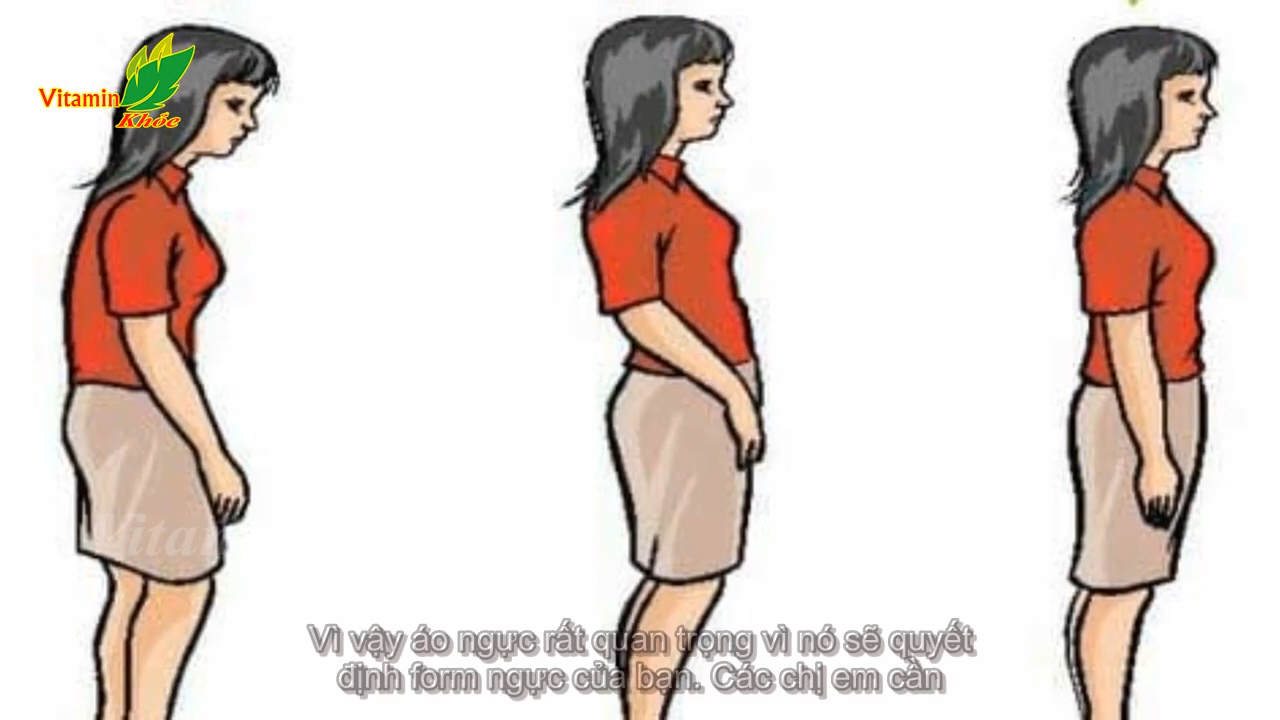 Vitamin
Khỏe
Vitam
Vì vậy áo ngực rất quan trọng vì nó sẽ quyết
định form ngực của bạn. Các chị em cần